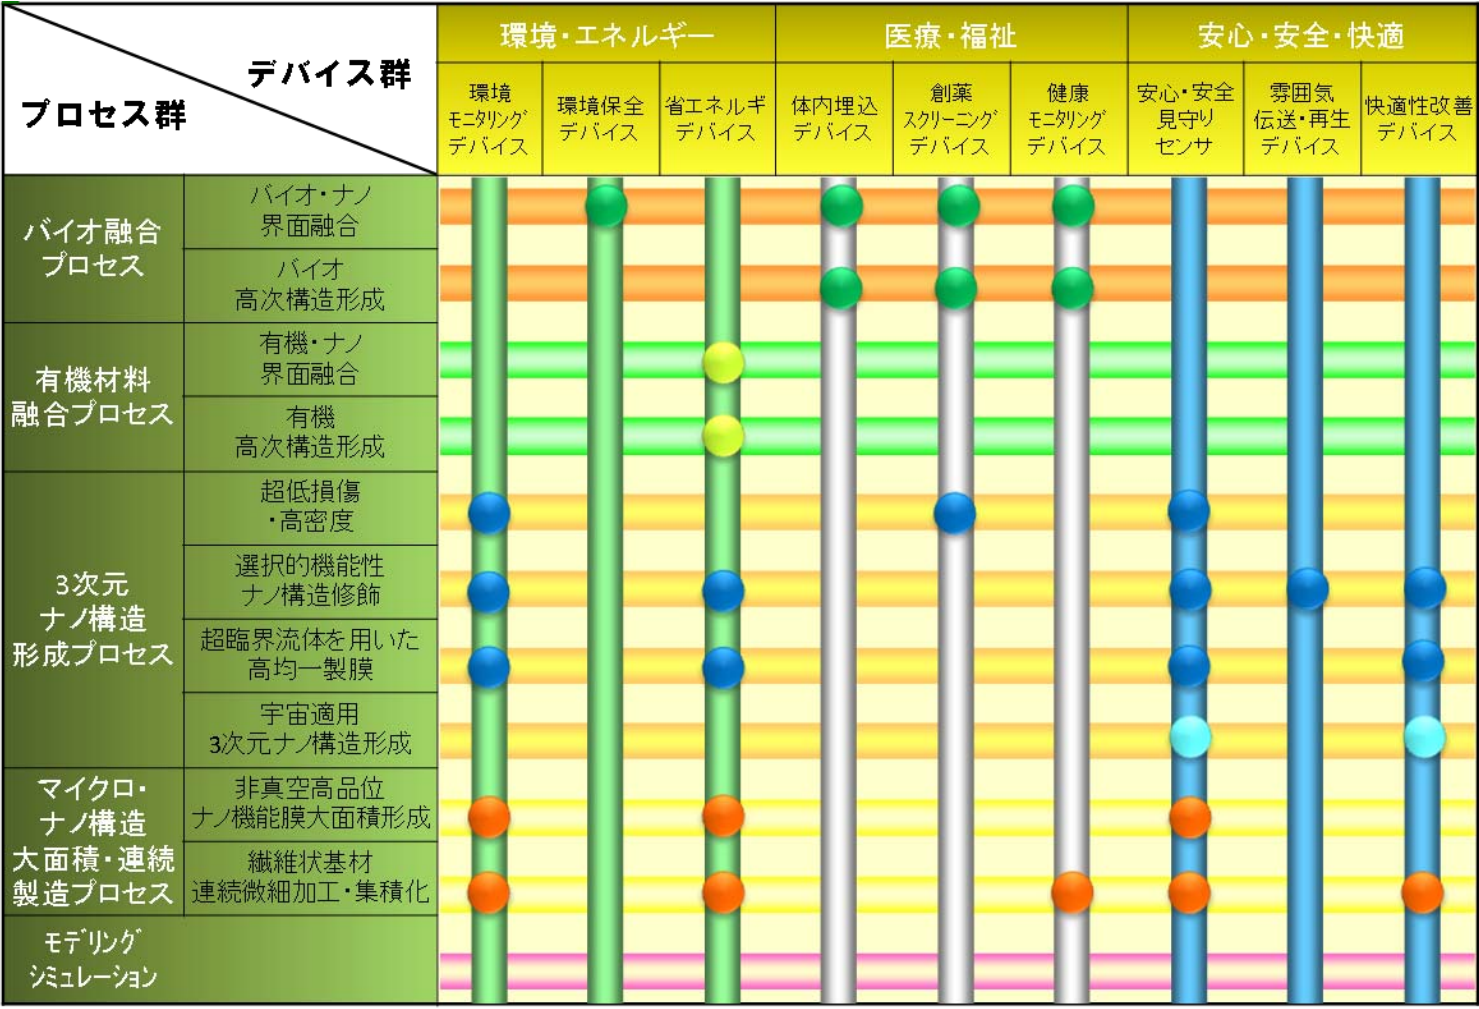 デバイス群
プロセス群
環境・エネルギー
医療・福祉
安心・安全・快適
環境
モニタリング
デバイス
環境保全
デバイス
省エネルギ
デバイス
体内埋込
デバイス
創薬
スクリーニング
デバイス
健康
モニタリング
デバイス
安心・安全
見守り
センサ
雰囲気
伝送・再生
デバイス
快適性改善
デバイス
バイオ融合
プロセス
バイオ・ナノ
界面融合
バイオ
高次構造形成
有機材料
融合プロセス
有機・ナノ
界面融合
有機
高次構造形成
3次元
ナノ構造
形成プロセス
超低損傷
・高密度
選択的機能性
ナノ構造修飾
超臨界流体を用いた
高均一製膜
宇宙適用
3次元ナノ構造形成
マイクロ・
ナノ構造
大面積・連続
製造プロセス
非真空高品位
ナノ機能膜大面積形成
繊維状基材
連続微細加工・集積化
モデリング
シミュレーション